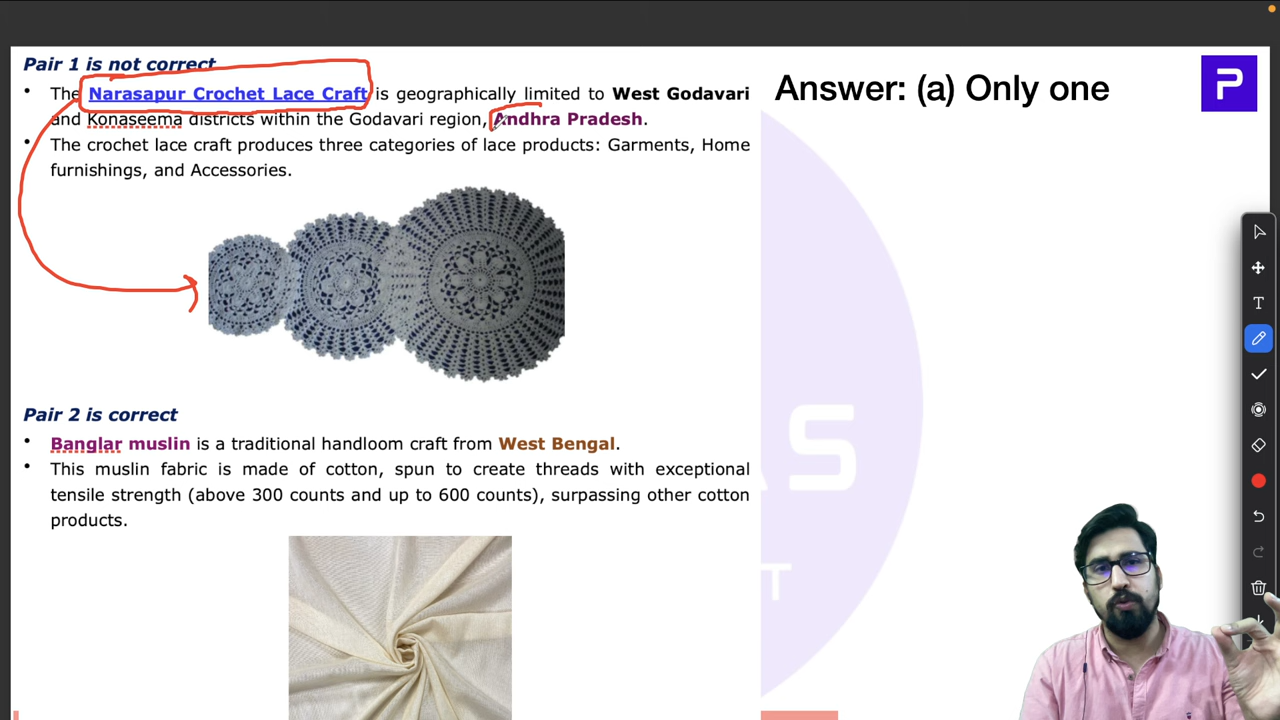 Pair 1 is not correct
• The Narasapur Crochet Lace Craft is geographically limited to West Godavari
and Konaseema districts within the Godavari region, Andhra Pradesh.
• The crochet lace craft produces three categories of lace products: Garments, Home
furnishings, and Accessories.
Pair 2 is correct
• Banglar muslin is a traditional handloom craft from West Bengal.
• This muslin fabric is made of cotton, spun to create threads with exceptional
tensile strength (above 300 counts and up to 600 counts), surpassing other cotton
products.
Answer: (a) Only one
P
AS
T
T